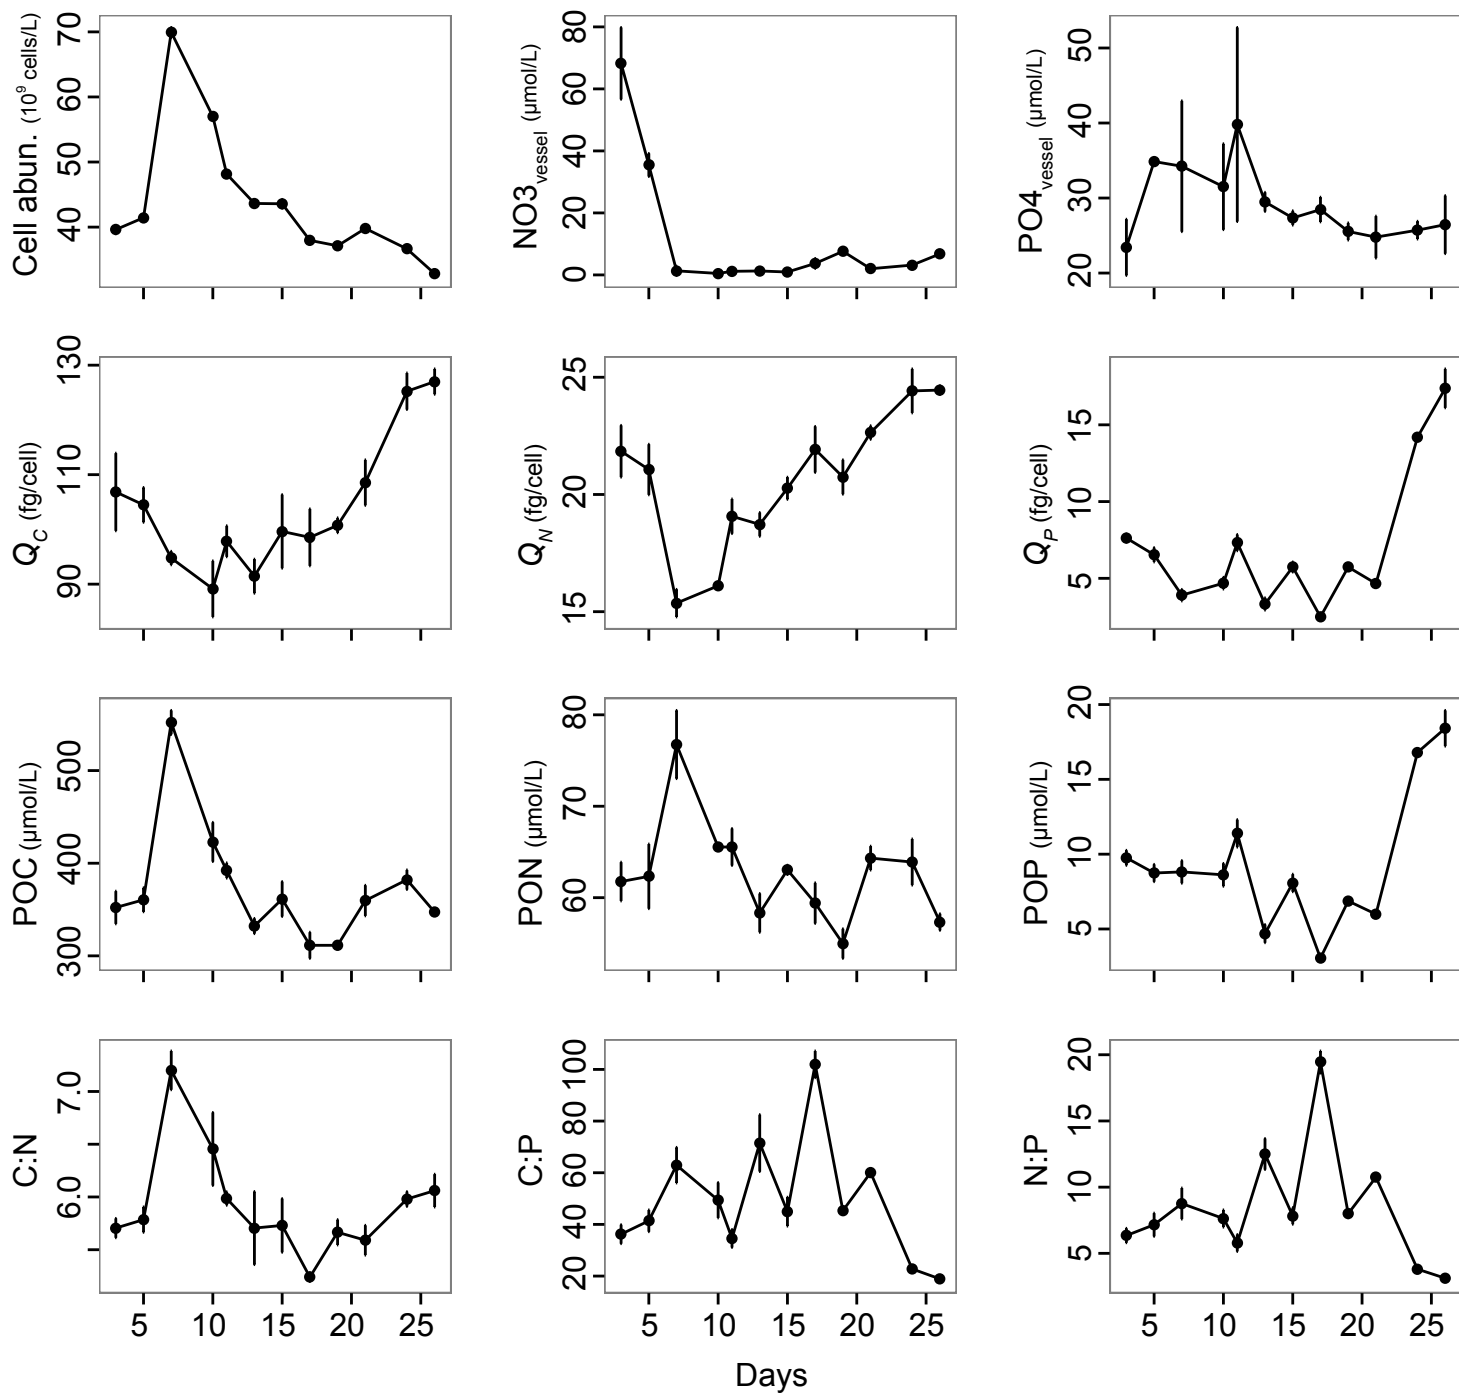 Cell abun. (10⁹ cells/L)
70
60
50
40
NO3vessel (µmol/L)
80
60
40
20
0
PO4vessel (µmol/L)
50
40
30
20
QC (fg/cell)
130
110
90
QN (fg/cell)
25
20
15
QP (fg/cell)
15
10
5
POC (µmol/L)
500
400
300
PON (µmol/L)
80
70
60
POP (µmol/L)
20
15
10
5
C:N
7.0
6.0
5 10 15 20 25
C:P
100
80
60
40
20
5 10 15 20 25
N:P
20
15
10
5
5 10 15 20 25
Days